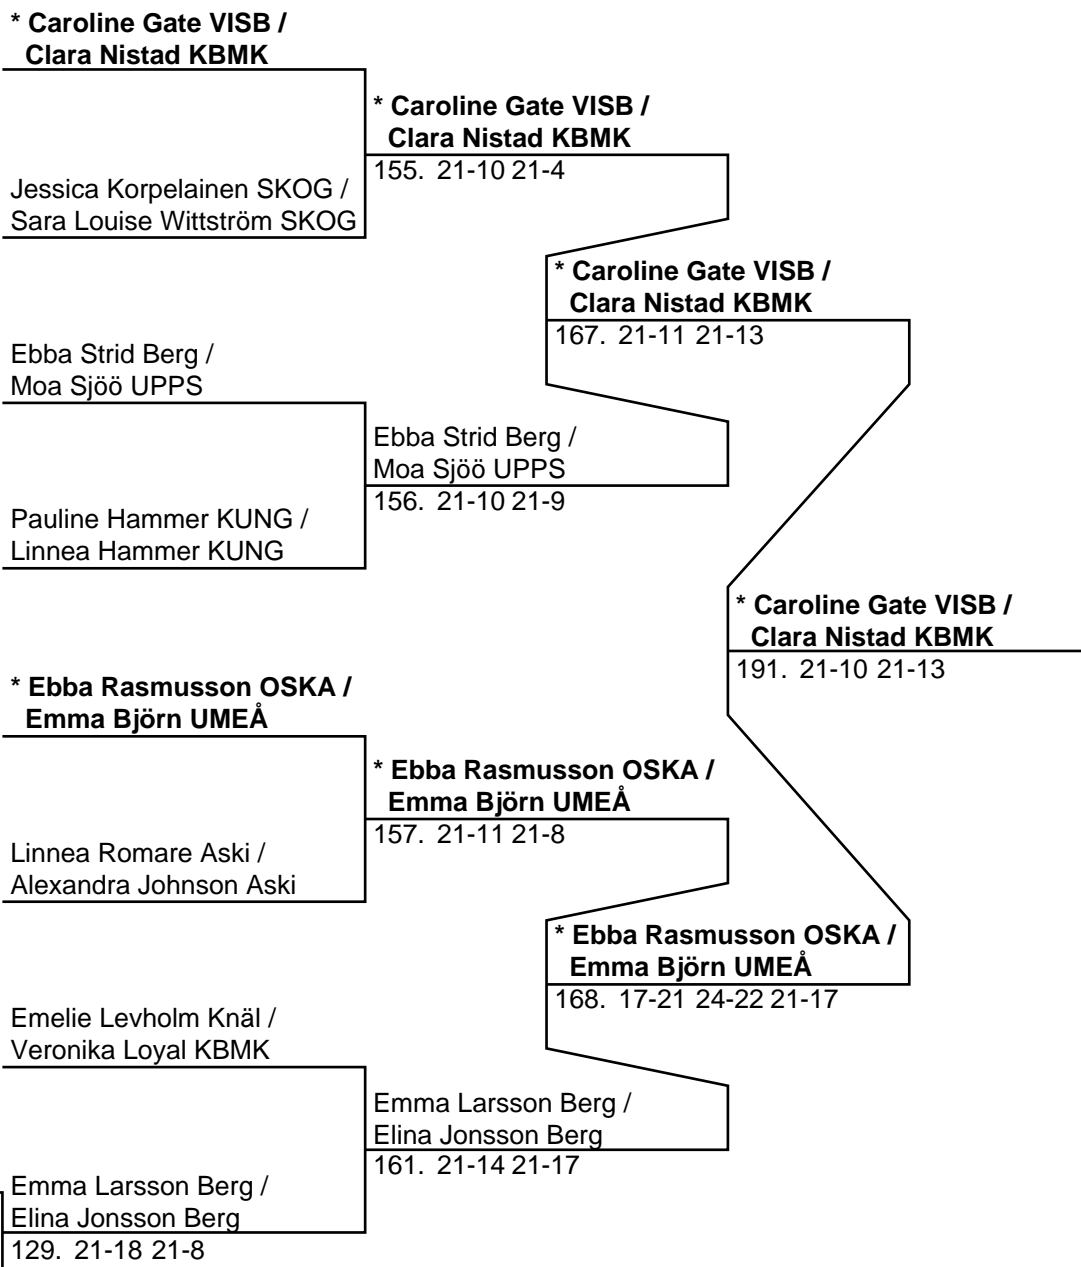 * Caroline Gate VISB /
Clara Nistad KBMK
* Caroline Gate VISB /
Clara Nistad KBMK
155. 21-10 21-4
Jessica Korpelainen SKOG /
Sara Louise Wittström SKOG
* Caroline Gate VISB /
Clara Nistad KBMK
167. 21-11 21-13
Ebba Strid Berg /
Moa Sjöö UPPS
Ebba Strid Berg /
Moa Sjöö UPPS
156. 21-10 21-9
Pauline Hammer KUNG /
Linnea Hammer KUNG
* Caroline Gate VISB /
Clara Nistad KBMK
191. 21-10 21-13
* Ebba Rasmusson OSKA /
Emma Björn UMEÅ
* Ebba Rasmusson OSKA /
Emma Björn UMEÅ
157. 21-11 21-8
Linnea Romare Aski /
Alexandra Johnson Aski
* Ebba Rasmusson OSKA /
Emma Björn UMEÅ
168. 17-21 24-22 21-17
Emelie Levholm Knäl /
Veronika Loyal KBMK
Emma Larsson Berg /
Elina Jonsson Berg
161. 21-14 21-17
Emma Larsson Berg /
Elina Jonsson Berg
129. 21-18 21-8